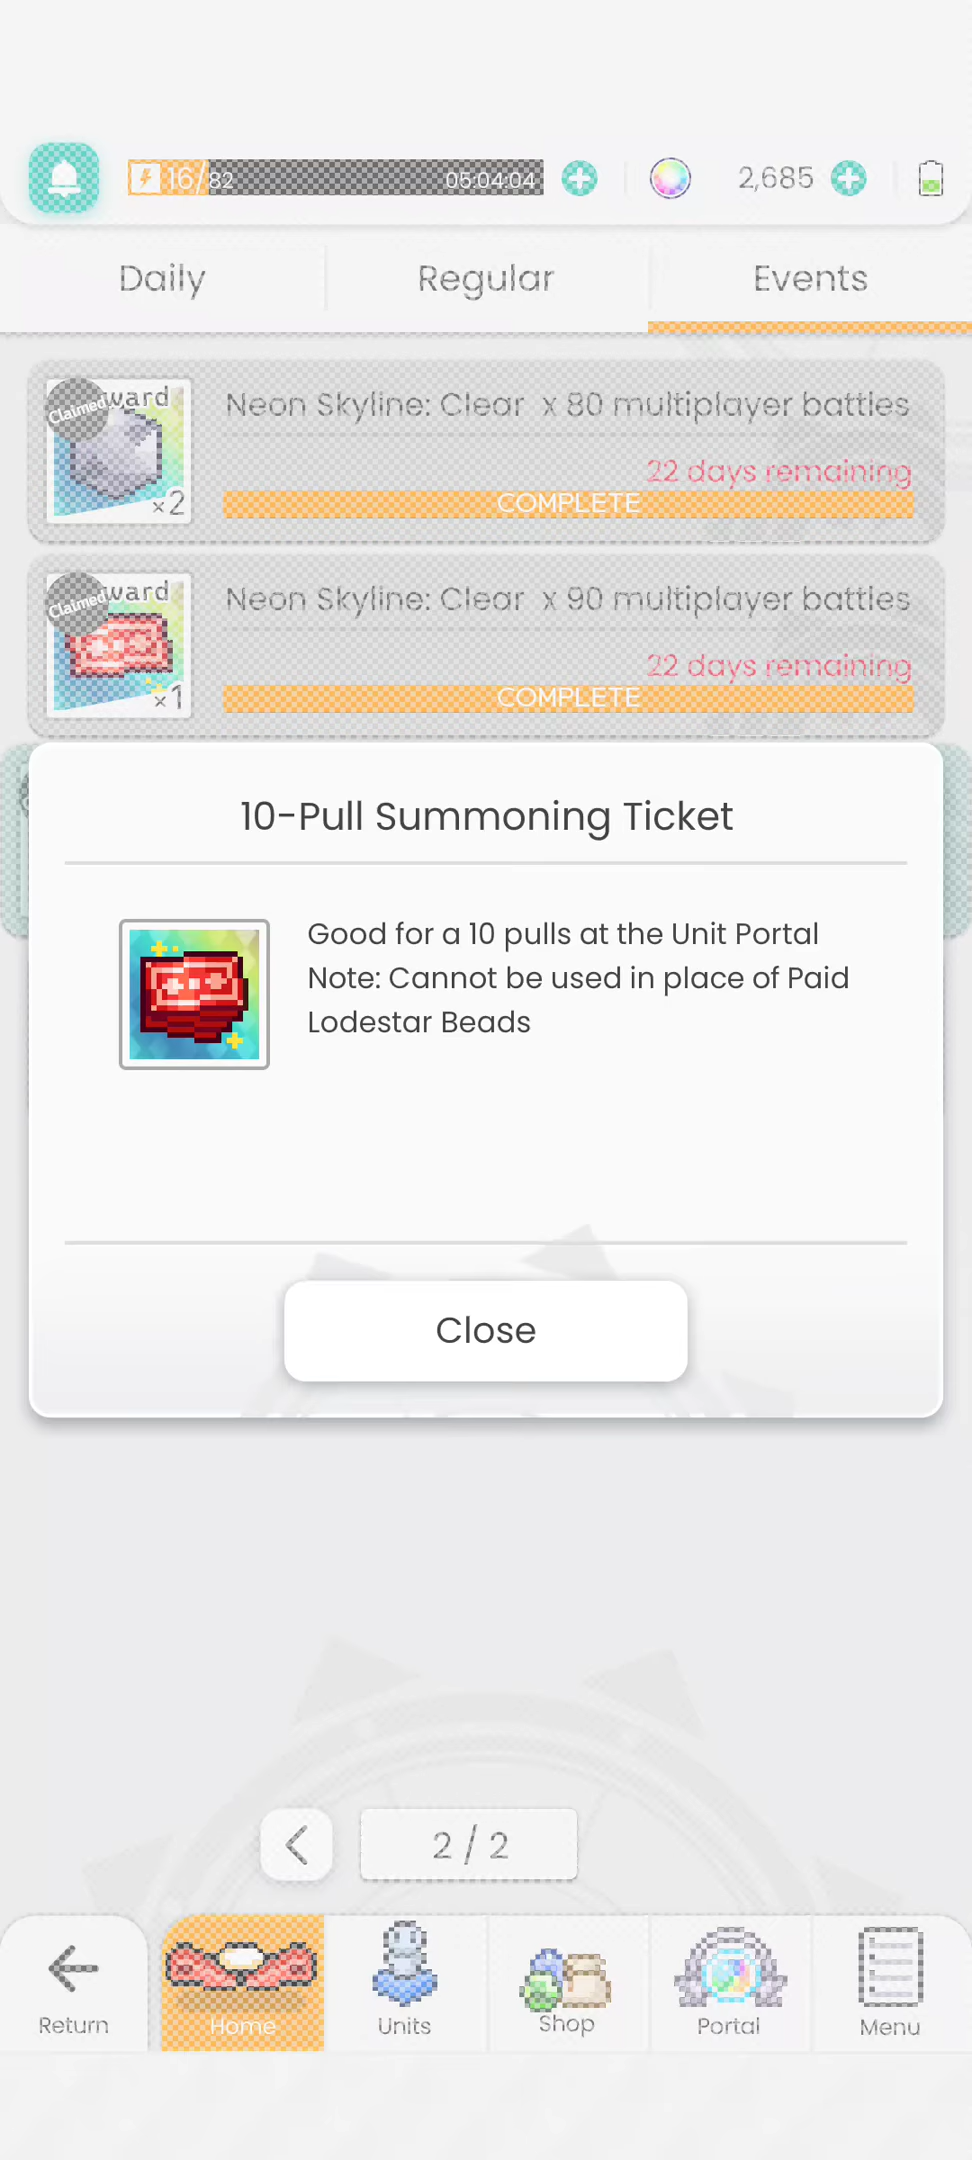 16/82
05:04:04
2,685
Daily
Regular
Events
Claimed
ward
×2
Neon Skyline: Clear x 80 multiplayer battles
22 days remaining
COMPLETE
Claimed
ward
×1
Neon Skyline: Clear x 90 multiplayer battles
22 days remaining
COMPLETE
10-Pull Summoning Ticket
Good for a 10 pulls at the Unit Portal
Note: Cannot be used in place of Paid
Lodestar Beads
Close
2 / 2
Return
Home
Units
Shop
Portal
Menu